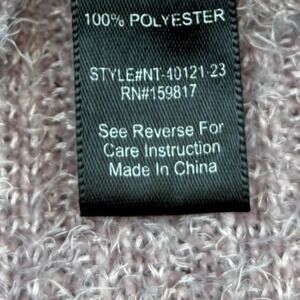 100% POLYESTER
STYLE#NT-40121-23
RN#159817
See Reverse For
Care Instruction
Made In China